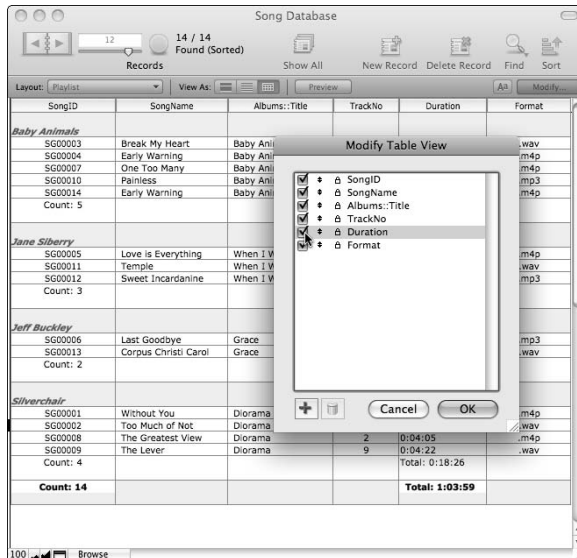 Song Database
12
14 / 14
Found (Sorted)
Records
Show All
New Record
Delete Record
Find
Sort
Layout: Playlist
View As:
Preview
Aa
Modify...
SongID SongName Albums::Title TrackNo Duration Format
Baby Animals
SG00003 Break My Heart Baby Ani .wav
SG00004 Early Warning Baby Ani .m4p
SG00007 One Too Many Baby Ani .m4p
SG00010 Painless Baby Ani .mp3
SG00014 Early Warning Baby Ani .m4p
Count: 5
Jane Siberry
SG00005 Love is Everything When I W .m4p
SG00011 Temple When I W .wav
SG00012 Sweet Incardanine When I W .mp3
Count: 3
Jeff Buckley
SG00006 Last Goodbye Grace .mp3
SG00013 Corpus Christi Carol Grace .wav
Count: 2
Silverchair
SG00001 Without You Diorama .m4p
SG00002 Too Much of Not Diorama .wav
SG00008 The Greatest View Diorama 2 0:04:05 .m4p
SG00009 The Lever Diorama 9 0:04:22 .wav
Count: 4 Total: 0:18:26
Count: 14 Total: 1:03:59
Modify Table View
SongID
SongName
Albums::Title
TrackNo
Duration
Format
Cancel
OK
100
Browse